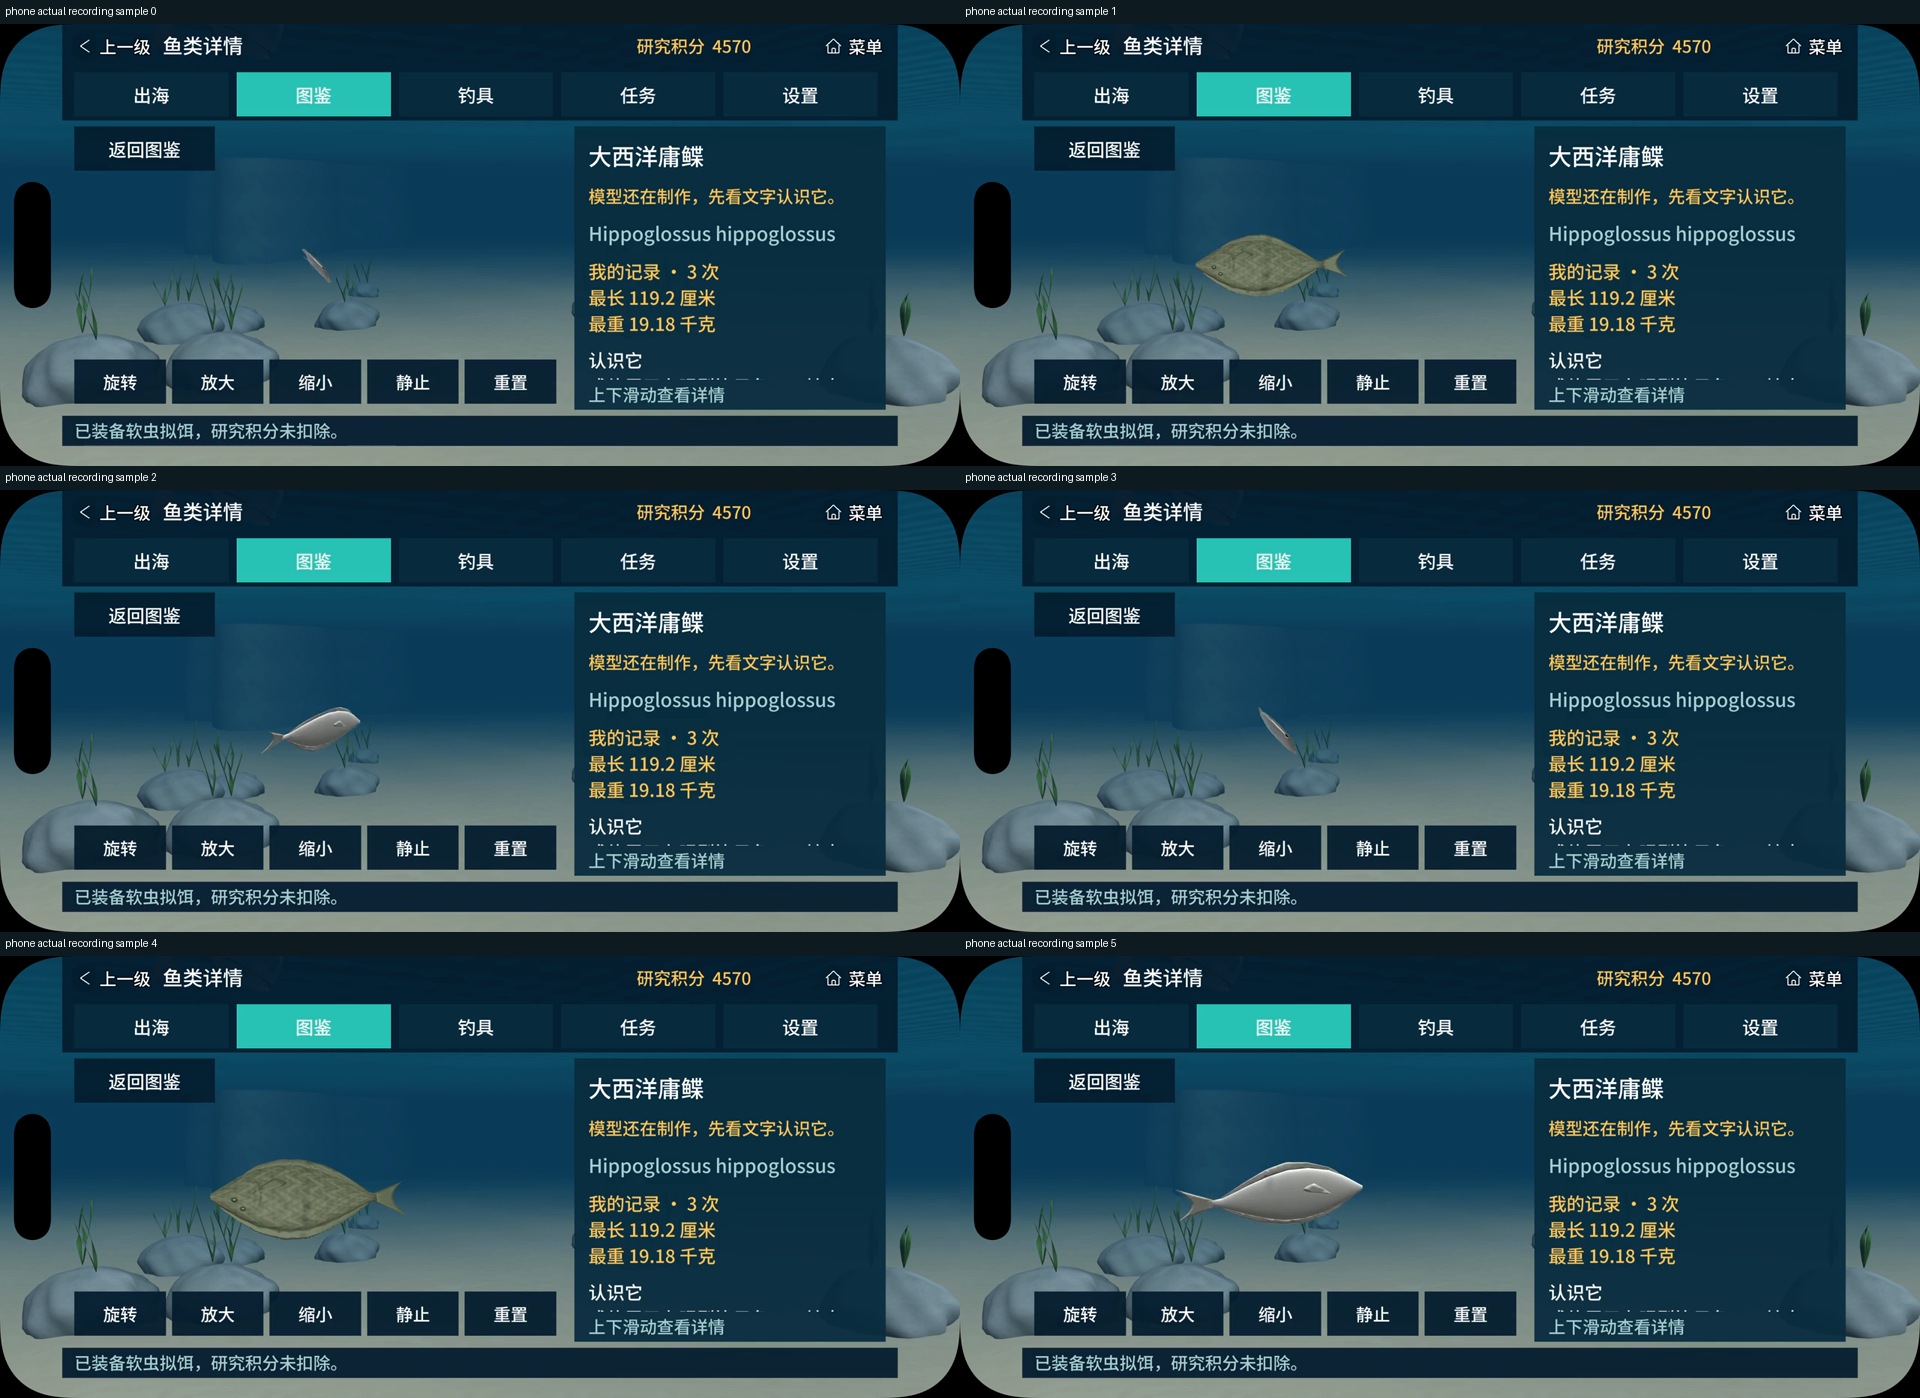 phone actual recording sample 0
上一级 鱼类详情 研究积分 4570 菜单
出海 图鉴 钓具 任务 设置
返回图鉴
大西洋庸鲽
模型还在制作，先看文字认识它。
Hippoglossus hippoglossus
我的记录 · 3 次
最长 119.2 厘米
最重 19.18 千克
认识它
上下滑动查看详情
旋转 放大 缩小 静止 重置
已装备软虫拟饵，研究积分未扣除。
phone actual recording sample 1
上一级 鱼类详情 研究积分 4570 菜单
出海 图鉴 钓具 任务 设置
返回图鉴
大西洋庸鲽
模型还在制作，先看文字认识它。
Hippoglossus hippoglossus
我的记录 · 3 次
最长 119.2 厘米
最重 19.18 千克
认识它
上下滑动查看详情
旋转 放大 缩小 静止 重置
已装备软虫拟饵，研究积分未扣除。
phone actual recording sample 2
上一级 鱼类详情 研究积分 4570 菜单
出海 图鉴 钓具 任务 设置
返回图鉴
大西洋庸鲽
模型还在制作，先看文字认识它。
Hippoglossus hippoglossus
我的记录 · 3 次
最长 119.2 厘米
最重 19.18 千克
认识它
上下滑动查看详情
旋转 放大 缩小 静止 重置
已装备软虫拟饵，研究积分未扣除。
phone actual recording sample 3
上一级 鱼类详情 研究积分 4570 菜单
出海 图鉴 钓具 任务 设置
返回图鉴
大西洋庸鲽
模型还在制作，先看文字认识它。
Hippoglossus hippoglossus
我的记录 · 3 次
最长 119.2 厘米
最重 19.18 千克
认识它
上下滑动查看详情
旋转 放大 缩小 静止 重置
已装备软虫拟饵，研究积分未扣除。
phone actual recording sample 4
上一级 鱼类详情 研究积分 4570 菜单
出海 图鉴 钓具 任务 设置
返回图鉴
大西洋庸鲽
模型还在制作，先看文字认识它。
Hippoglossus hippoglossus
我的记录 · 3 次
最长 119.2 厘米
最重 19.18 千克
认识它
上下滑动查看详情
旋转 放大 缩小 静止 重置
已装备软虫拟饵，研究积分未扣除。
phone actual recording sample 5
上一级 鱼类详情 研究积分 4570 菜单
出海 图鉴 钓具 任务 设置
返回图鉴
大西洋庸鲽
模型还在制作，先看文字认识它。
Hippoglossus hippoglossus
我的记录 · 3 次
最长 119.2 厘米
最重 19.18 千克
认识它
上下滑动查看详情
旋转 放大 缩小 静止 重置
已装备软虫拟饵，研究积分未扣除。